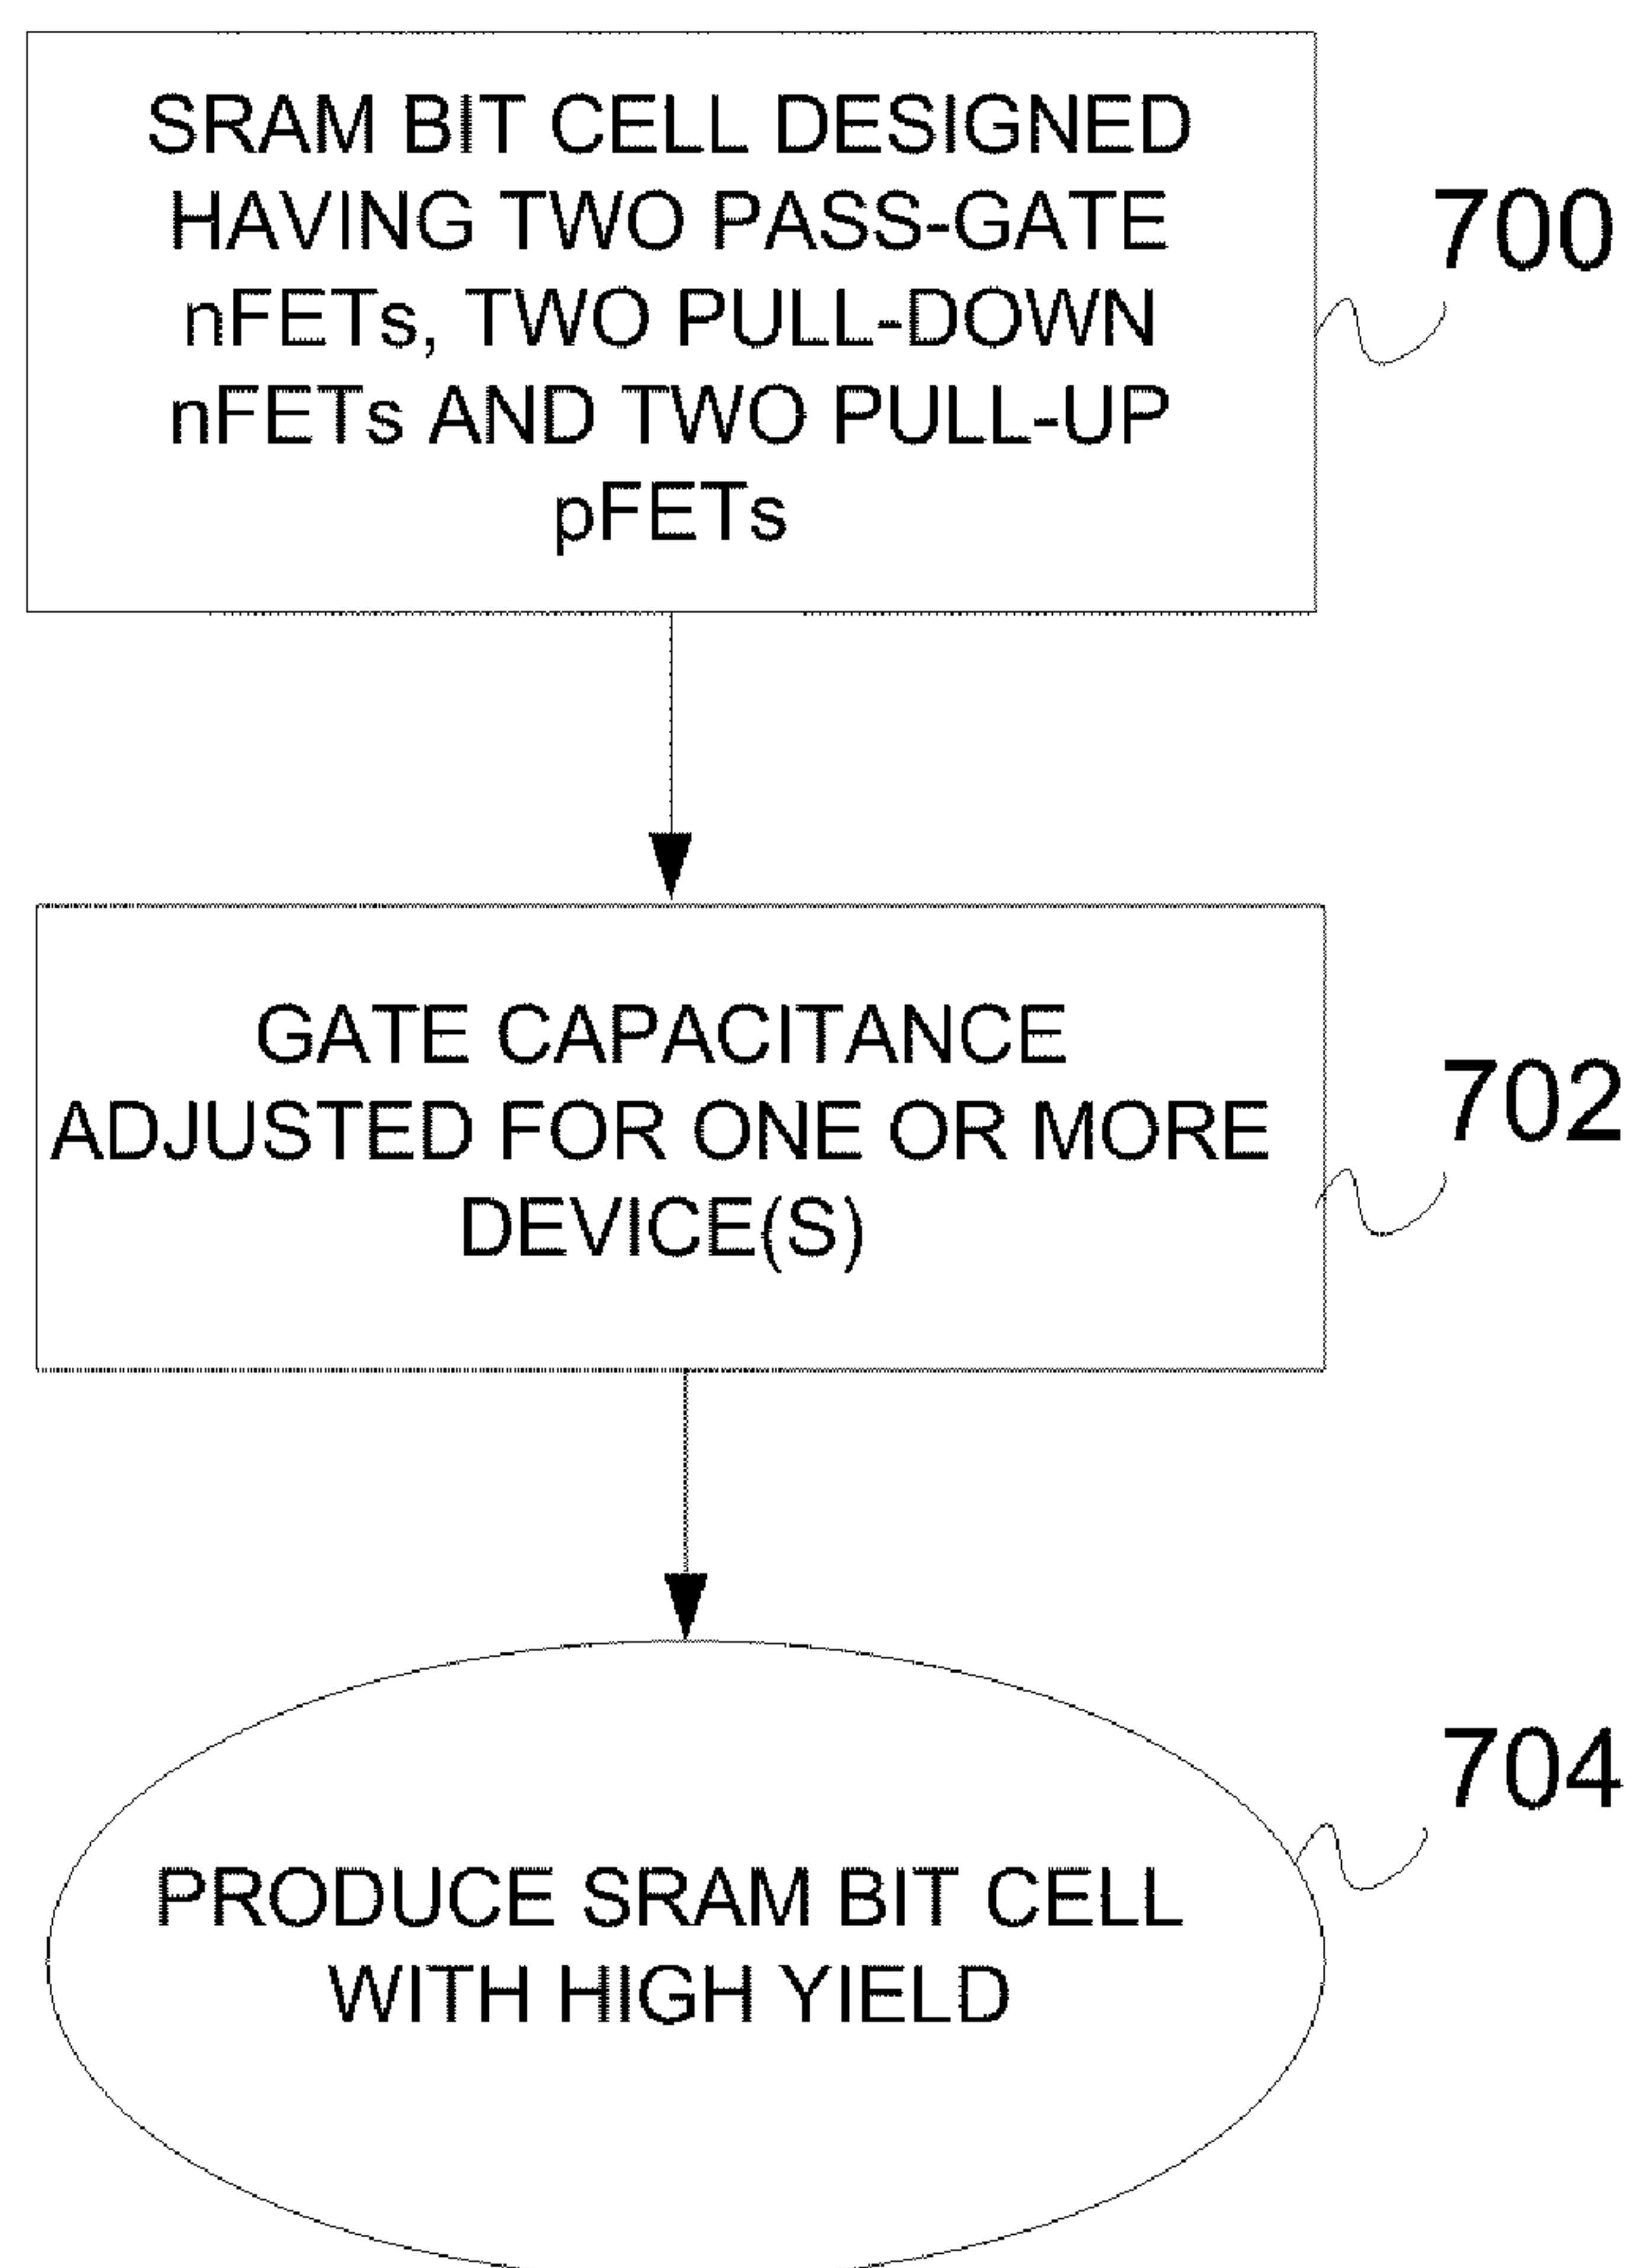 SRAM BIT CELL DESIGNED
HAVING TWO PASS-GATE
nFETs, TWO PULL-DOWN
nFETs AND TWO PULL-UP
pFETs
700
GATE CAPACITANCE
ADJUSTED FOR ONE OR MORE
DEVICE(S)
702
PRODUCE SRAM BIT CELL
WITH HIGH YIELD
704